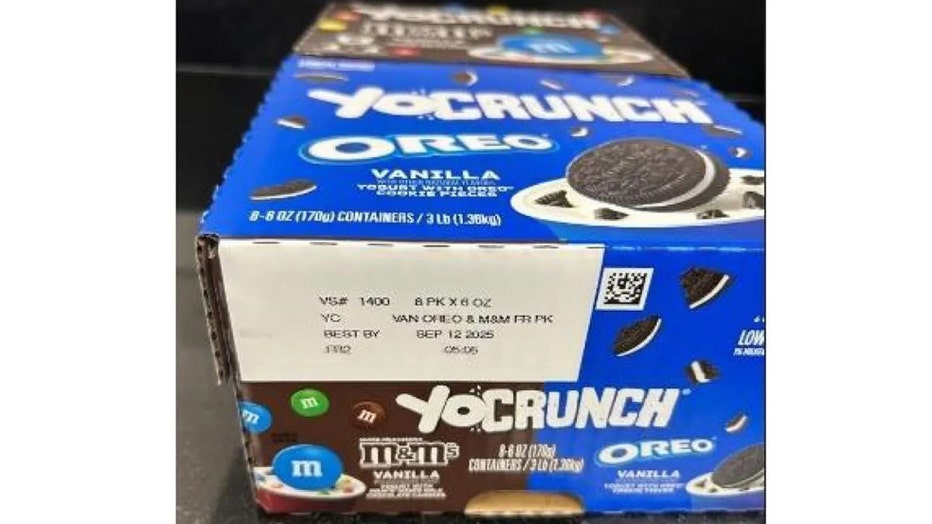 YOCRUNCH
m
YOCRUNCH
OREO
VANILLA
YOGURT WITH OREO
COOKIE PIECES
8-6 OZ (170g) CONTAINERS / 3 Lb (1.36kg)
VS# 1400 8 PK X 6 OZ
YC VAN OREO & M&M FR PK
BEST BY SEP 12 2025
05:05
LOW
YOCRUNCH
m
m
m
m&m's
VANILLA
m
8-6 OZ (170g)
CONTAINERS / 3 Lb (1.36kg)
OREO
VANILLA